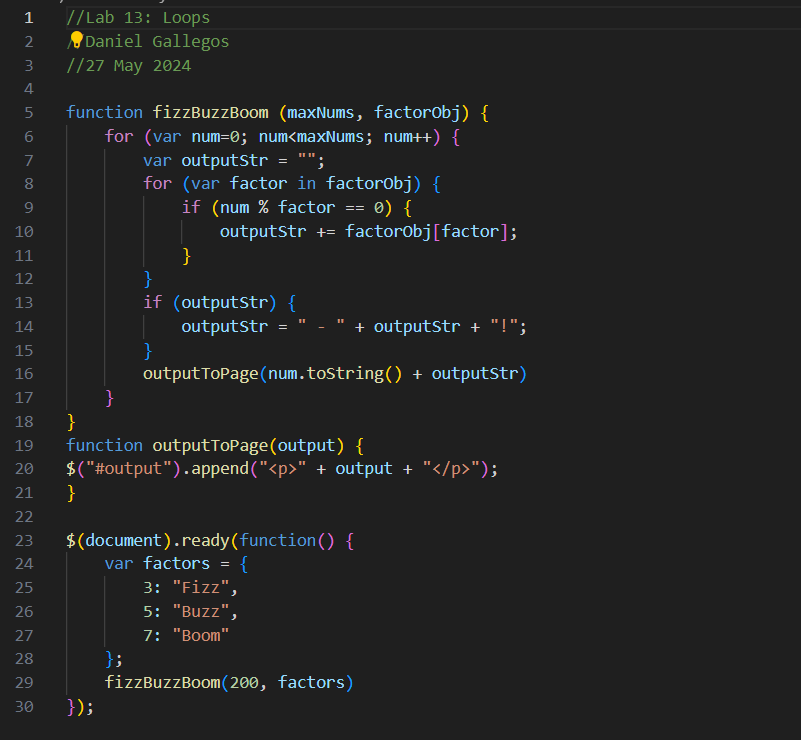 1 //Lab 13: Loops
2 /Daniel Gallegos
3 //27 May 2024
4
5 function fizzBuzzBoom (maxNums, factorObj) {
6     for (var num=0; num<maxNums; num++) {
7         var outputStr = "";
8         for (var factor in factorObj) {
9             if (num % factor == 0) {
10                 outputStr += factorObj[factor];
11             }
12         }
13         if (outputStr) {
14             outputStr = " - " + outputStr + "!";
15         }
16         outputToPage(num.toString() + outputStr)
17     }
18 }
19 function outputToPage(output) {
20 $("#output").append("<p>" + output + "</p>");
21 }
22
23 $(document).ready(function() {
24     var factors = {
25         3: "Fizz",
26         5: "Buzz",
27         7: "Boom"
28     };
29     fizzBuzzBoom(200, factors)
30 });